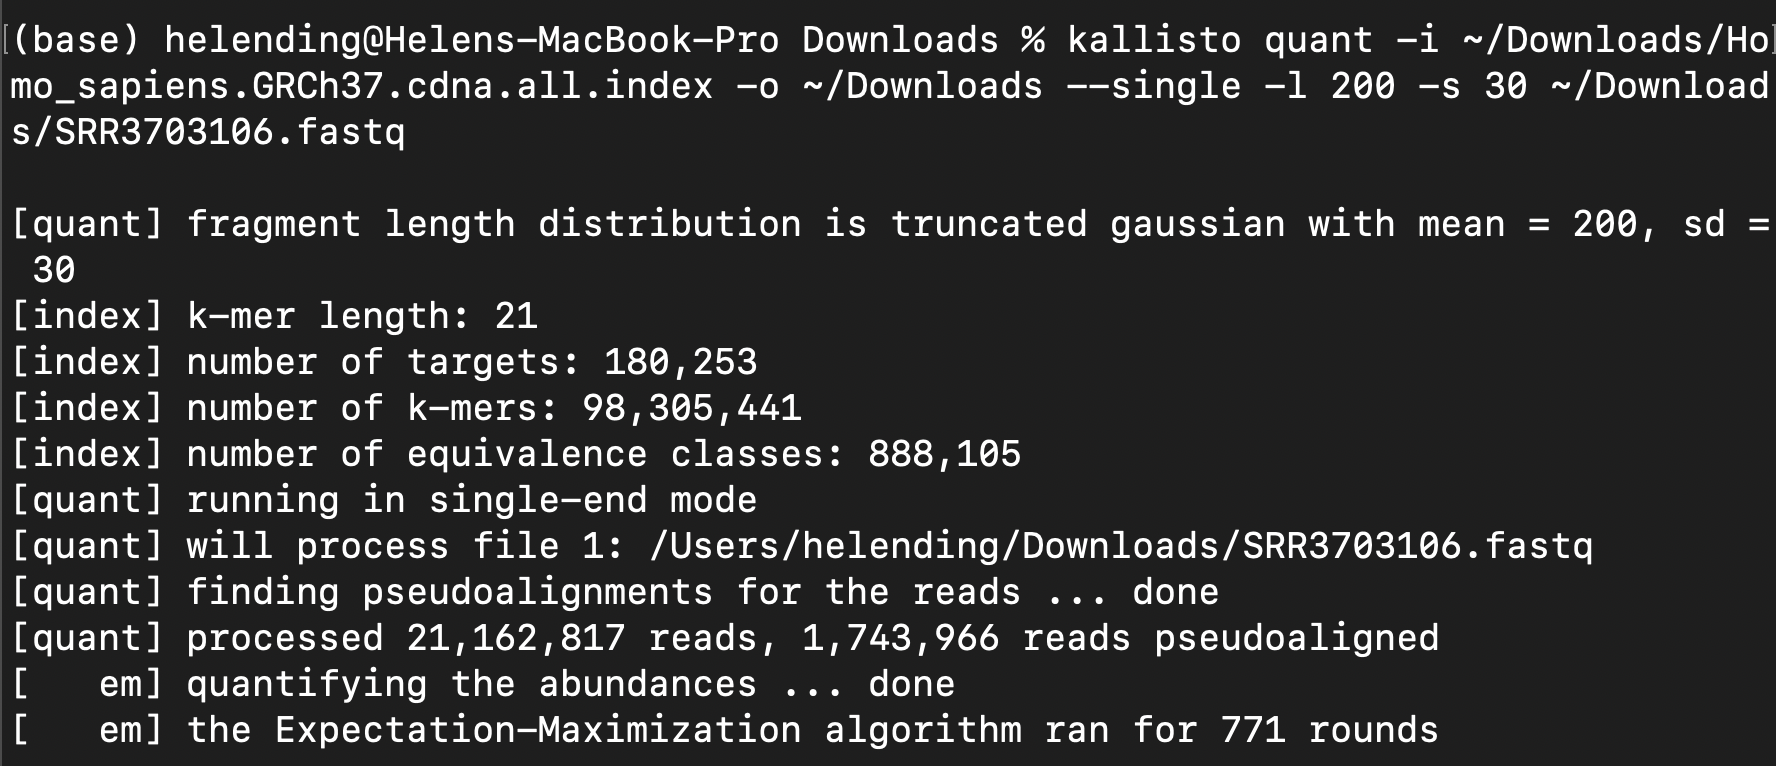 (base) helending@Helens-MacBook-Pro Downloads % kallisto quant -i ~/Downloads/Ho
mo_sapiens.GRCh37.cdna.all.index -o ~/Downloads --single -l 200 -s 30 ~/Download
s/SRR3703106.fastq
[quant] fragment length distribution is truncated gaussian with mean = 200, sd =
 30
[index] k-mer length: 21
[index] number of targets: 180,253
[index] number of k-mers: 98,305,441
[index] number of equivalence classes: 888,105
[quant] running in single-end mode
[quant] will process file 1: /Users/helending/Downloads/SRR3703106.fastq
[quant] finding pseudoalignments for the reads ... done
[quant] processed 21,162,817 reads, 1,743,966 reads pseudoaligned
[   em] quantifying the abundances ... done
[   em] the Expectation-Maximization algorithm ran for 771 rounds